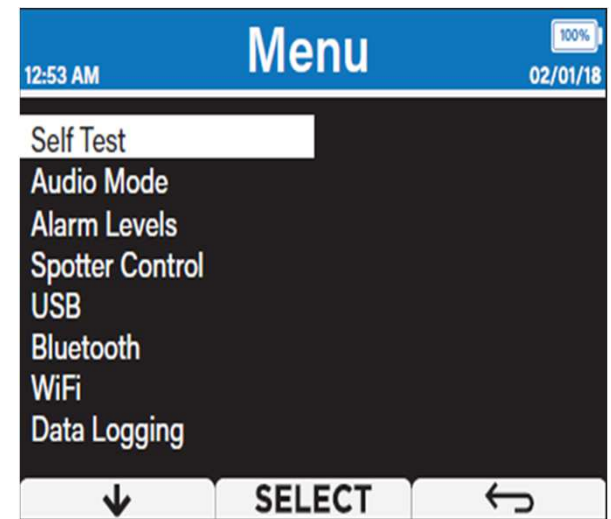 Menu
100%
12:53 AM
02/01/18
Self Test
Audio Mode
Alarm Levels
Spotter Control
USB
Bluetooth
WiFi
Data Logging
SELECT